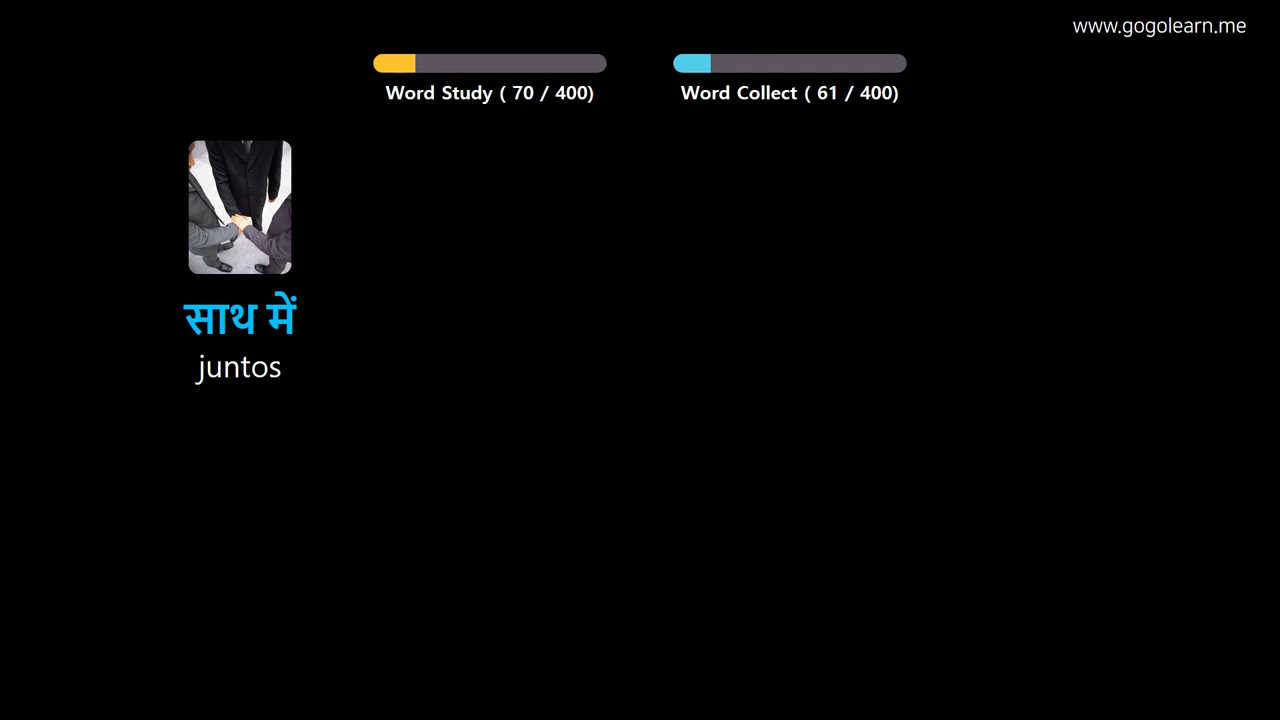 www.gogolearn.me
Word Study ( 70 / 400)
Word Collect ( 61 / 400)
साथ में
juntos